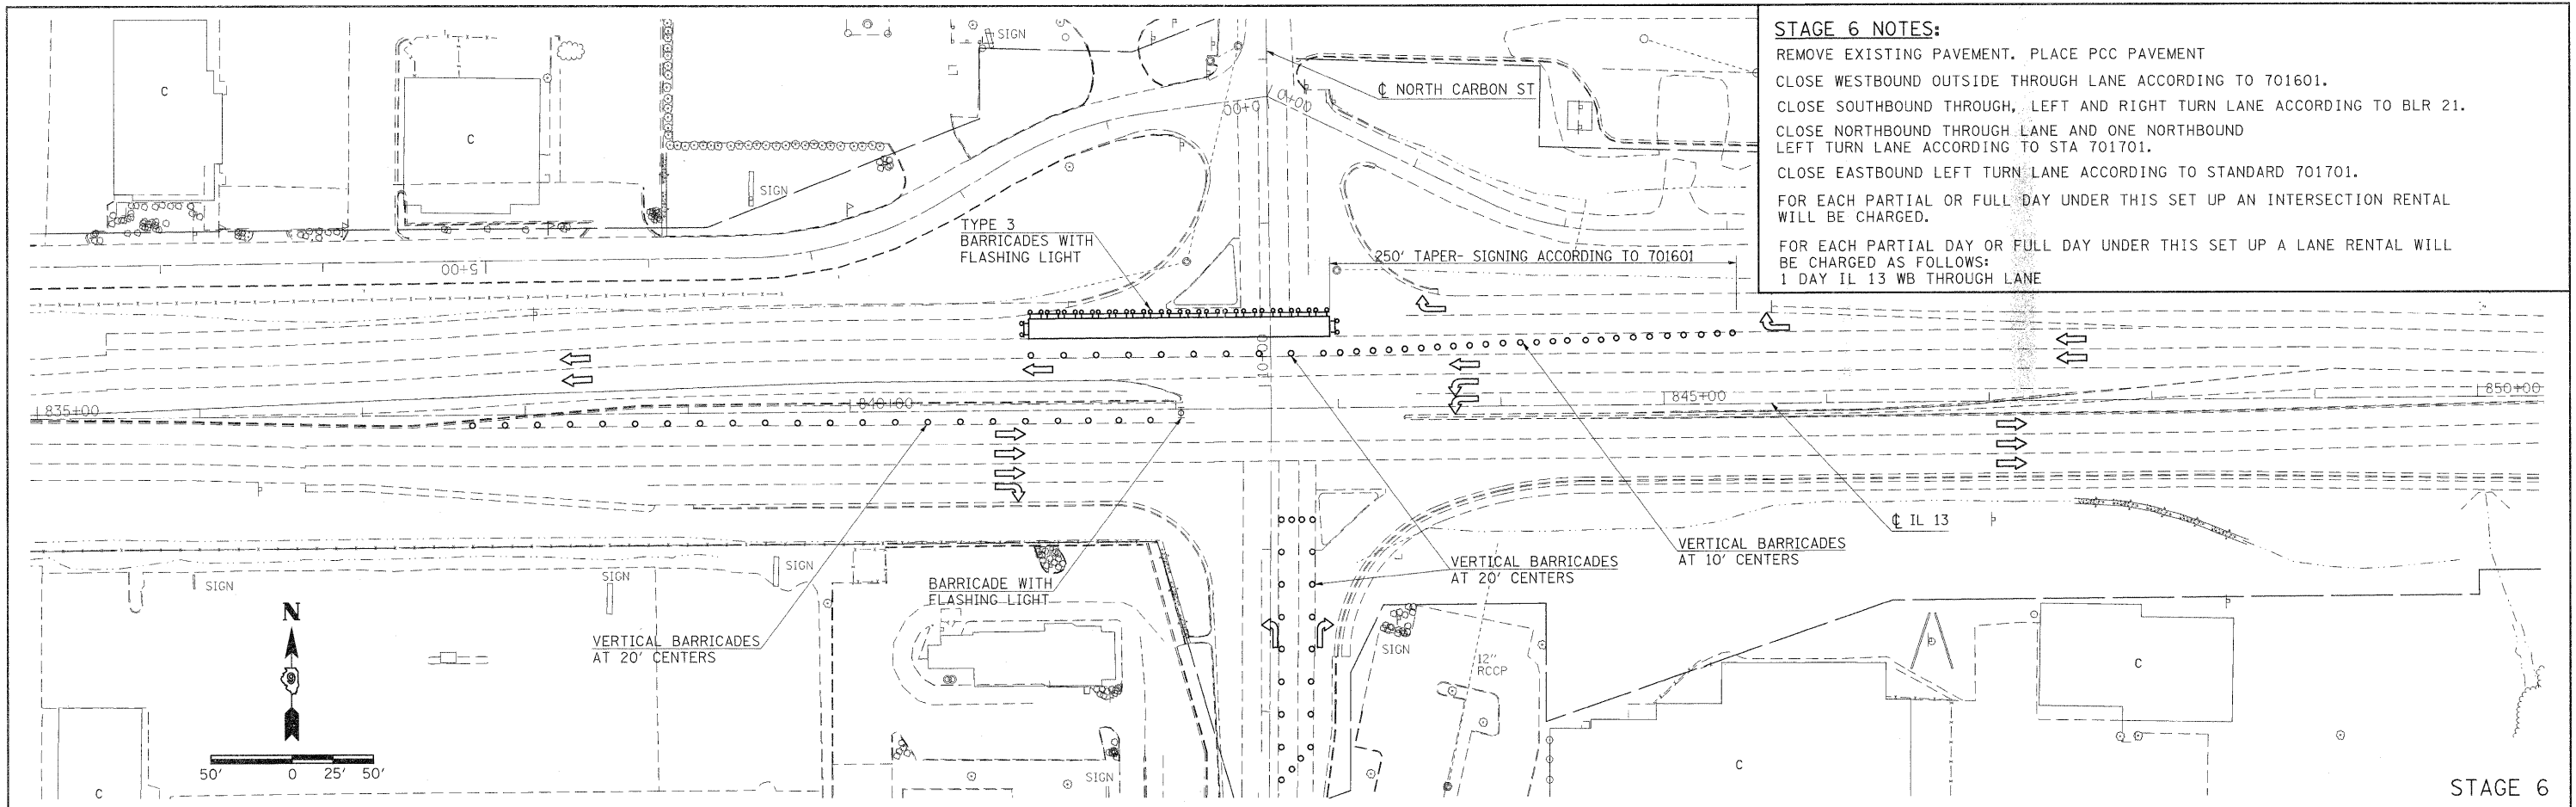 STAGE 6 NOTES:
REMOVE EXISTING PAVEMENT. PLACE PCC PAVEMENT
CLOSE WESTBOUND OUTSIDE THROUGH LANE ACCORDING TO 701601.
CLOSE SOUTHBOUND THROUGH, LEFT AND RIGHT TURN LANE ACCORDING TO BLR 21.
CLOSE NORTHBOUND THROUGH LANE AND ONE NORTHBOUND
LEFT TURN LANE ACCORDING TO STA 701701.
CLOSE EASTBOUND LEFT TURN LANE ACCORDING TO STANDARD 701701.
FOR EACH PARTIAL OR FULL DAY UNDER THIS SET UP AN INTERSECTION RENTAL
WILL BE CHARGED.
FOR EACH PARTIAL DAY OR FULL DAY UNDER THIS SET UP A LANE RENTAL WILL
BE CHARGED AS FOLLOWS:
1 DAY IL 13 WB THROUGH LANE
SIGN
C
℄ NORTH CARBON ST
C
0+00
SIGN
TYPE 3
BARRICADES WITH
FLASHING LIGHT
250' TAPER- SIGNING ACCORDING TO 701601
5+00
10+00
835+00
840+00
845+00
850+00
℄ IL 13
VERTICAL BARRICADES
AT 10' CENTERS
VERTICAL BARRICADES
AT 20' CENTERS
SIGN
SIGN
SIGN
BARRICADE WITH
FLASHING LIGHT
N
VERTICAL BARRICADES
AT 20' CENTERS
SIGN
12"
RCCP
C
C
50' 0 25' 50'
SIGN
C
STAGE 6